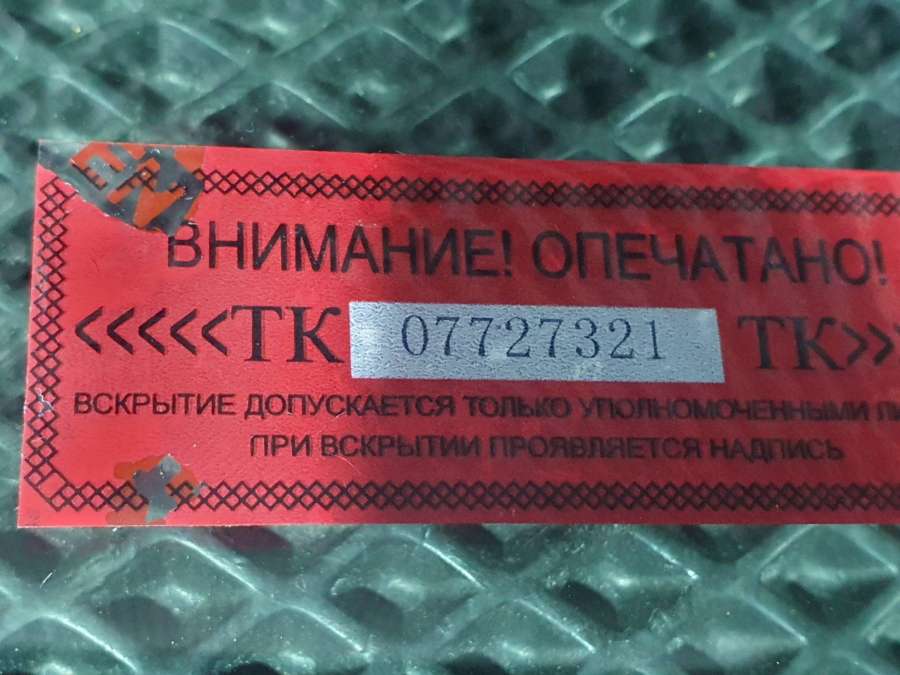 ВНИМАНИЕ! ОПЕЧАТАНО!
<<<<<ТК 07727321 ТК>>
ВСКРЫТИЕ ДОПУСКАЕТСЯ ТОЛЬКО УПОЛНОМОЧЕННЫМИ
ПРИ ВСКРЫТИИ ПРОЯВЛЯЕТСЯ НАДПИСЬ